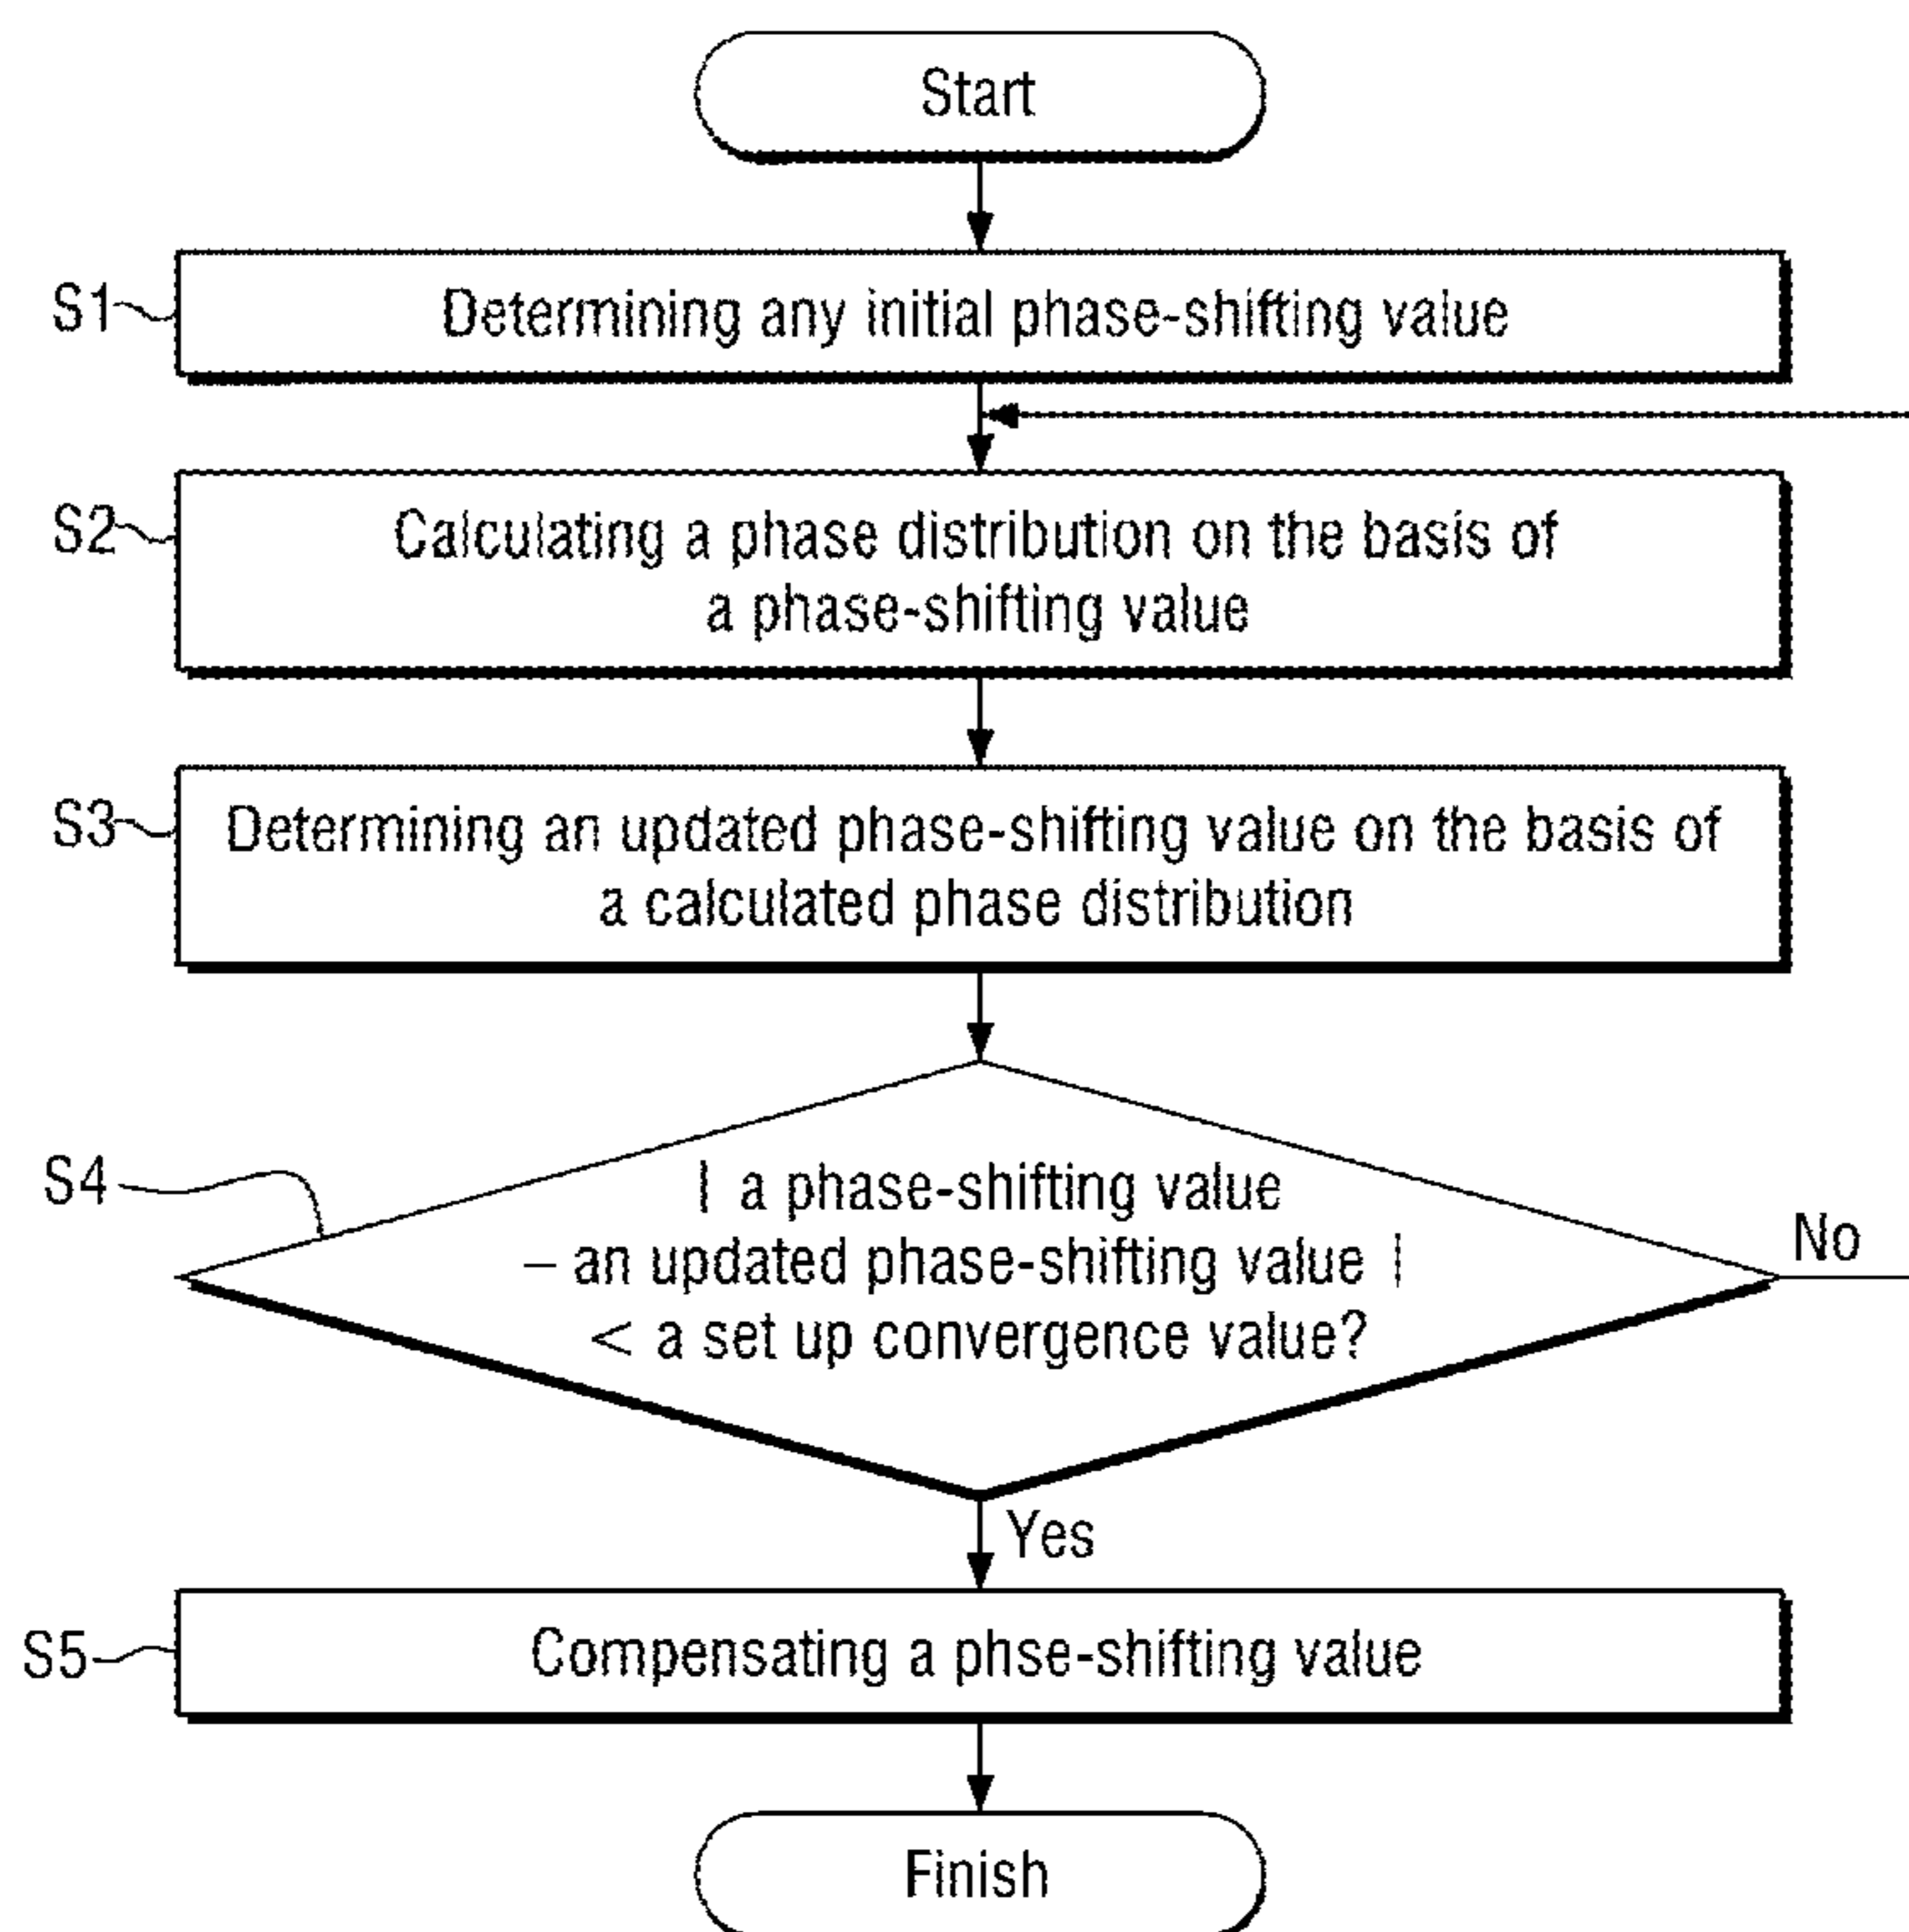 Start
S1
Determining any initial phase-shifting value
S2
Calculating a phase distribution on the basis of
a phase-shifting value
S3
Determining an updated phase-shifting value on the basis of
a calculated phase distribution
S4
| a phase-shifting value
– an updated phase-shifting value |
< a set up convergence value?
No
Yes
S5
Compensating a phse-shifting value
Finish